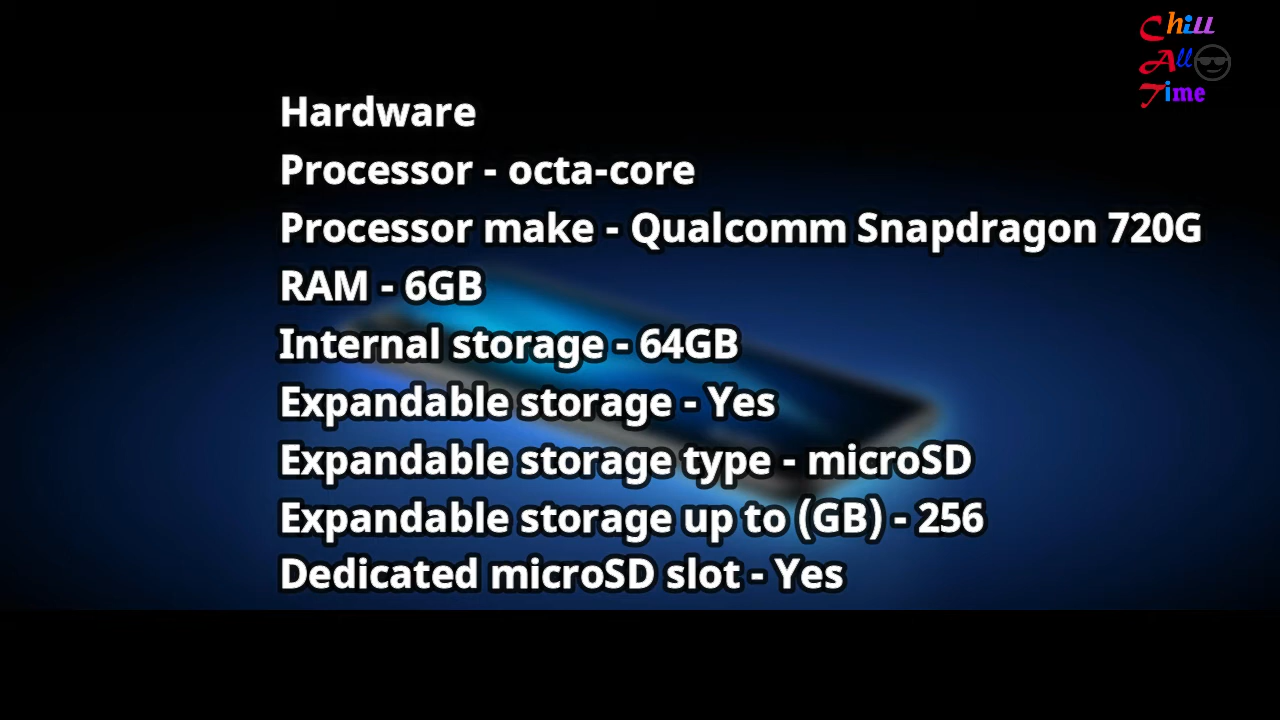 Chill
All
Time
Hardware
Processor - octa-core
Processor make - Qualcomm Snapdragon 720G
RAM - 6GB
Internal storage - 64GB
Expandable storage - Yes
Expandable storage type - microSD
Expandable storage up to (GB) - 256
Dedicated microSD slot - Yes